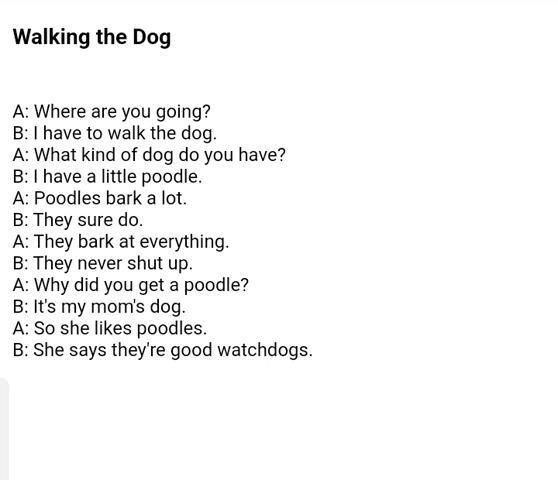 Walking the Dog
A: Where are you going?
B: I have to walk the dog.
A: What kind of dog do you have?
B: I have a little poodle.
A: Poodles bark a lot.
B: They sure do.
A: They bark at everything.
B: They never shut up.
A: Why did you get a poodle?
B: It's my mom's dog.
A: So she likes poodles.
B: She says they're good watchdogs.